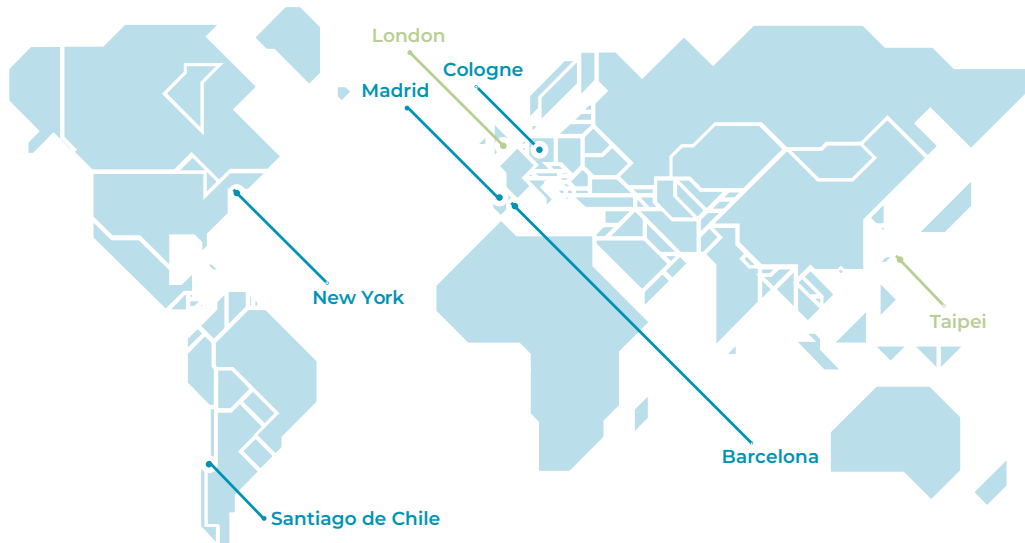 London
Cologne
Madrid
New York
Taipei
Barcelona
Santiago de Chile